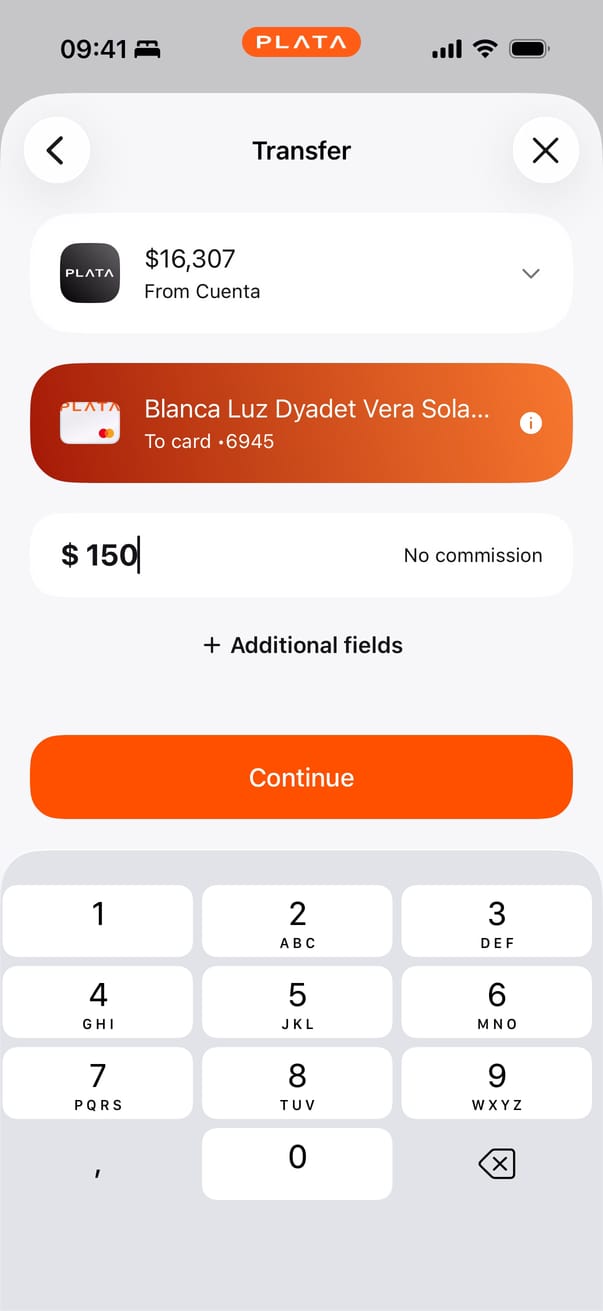 09:41
PLATA
Transfer
PLATA
$16,307
From Cuenta
PLATA
Blanca Luz Dyadet Vera Sola...
To card •6945
i
$ 150
No commission
+ Additional fields
Continue
1
2
ABC
3
DEF
4
GHI
5
JKL
6
MNO
7
PQRS
8
TUV
9
WXYZ
,
0